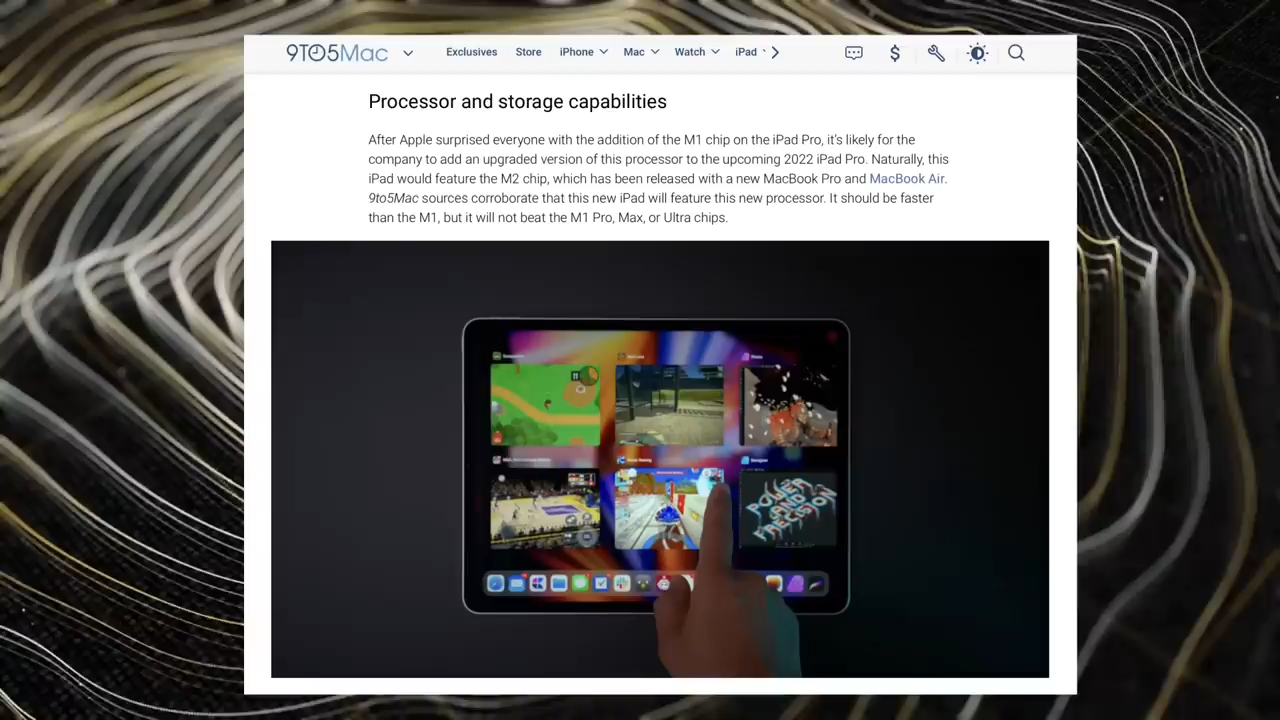 9TO5Mac
Exclusives Store iPhone Mac Watch iPad
Processor and storage capabilities
After Apple surprised everyone with the addition of the M1 chip on the iPad Pro, it's likely for the
company to add an upgraded version of this processor to the upcoming 2022 iPad Pro. Naturally, this
iPad would feature the M2 chip, which has been released with a new MacBook Pro and MacBook Air.
9to5Mac sources corroborate that this new iPad will feature this new processor. It should be faster
than the M1, but it will not beat the M1 Pro, Max, or Ultra chips.
POWER
AND
PRECISION